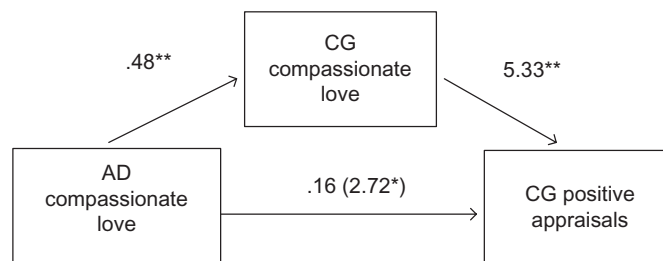 CG
compassionate
love
.48**
5.33**
AD
compassionate
love
.16 (2.72*)
CG positive
appraisals